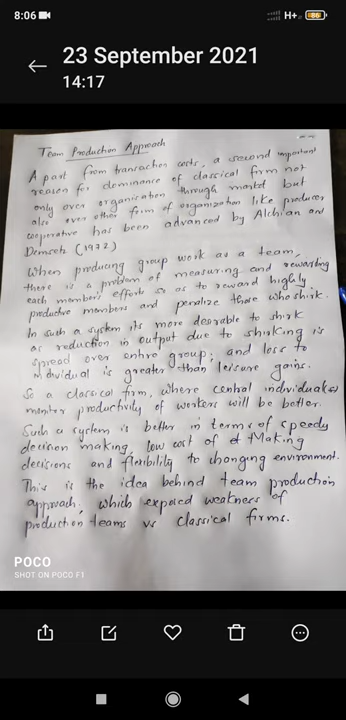 8:06
H+
86
23 September 2021
14:17
Team Production Approach
A part from transaction costs, a second important
reason for dominance of classical firm not
only over organisation through market but
also over other form of organisation like producer
cooperative has been advanced by Alchian and
Demsetz (1972)
When producing group work as a team,
there is a problem of measuring and rewarding
each members efforts so as to reward highly
productive members and penalize those who shirk.
In such a system its more desrable to shirk
as reduction in output due to shirking is
spread over entire group; and loss to
individual is greater than leisure gains.
So a classical firm, where central individual
monter productivity of workers will be better.
Such a system is better in terms of speedy
decision making, low cost of Making
decisions and flexibility to changing environment.
This is the idea behind team production
approach, which exposed weakness of
production teams vs classical firms.
POCO
SHOT ON POCO F1